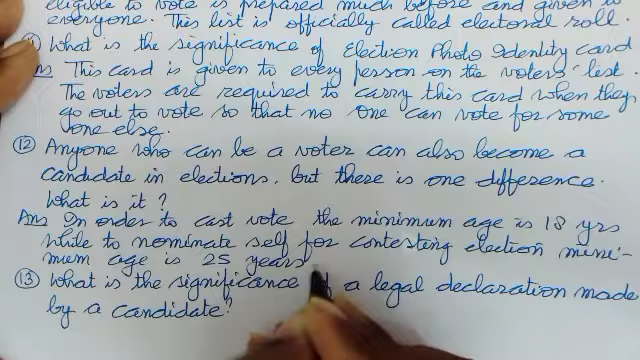 eligible to vote is prepared much before and given to
everyone. This list is officially called electoral roll.
What is the significance of Election Photo Identity card
Ans This card is given to every person on the voters' list.
The voters are required to carry this card when they
go out to vote so that no one can vote for some
one else.
(12) Anyone who can be a voter can also become a
candidate in elections. but there is one difference.
What is it?
Ans In order to cast vote the minimum age is 18 yrs
while to nominate self for contesting election mini-
mum age is 25 years
(13) What is the significance of a legal declaration made
by a candidate?